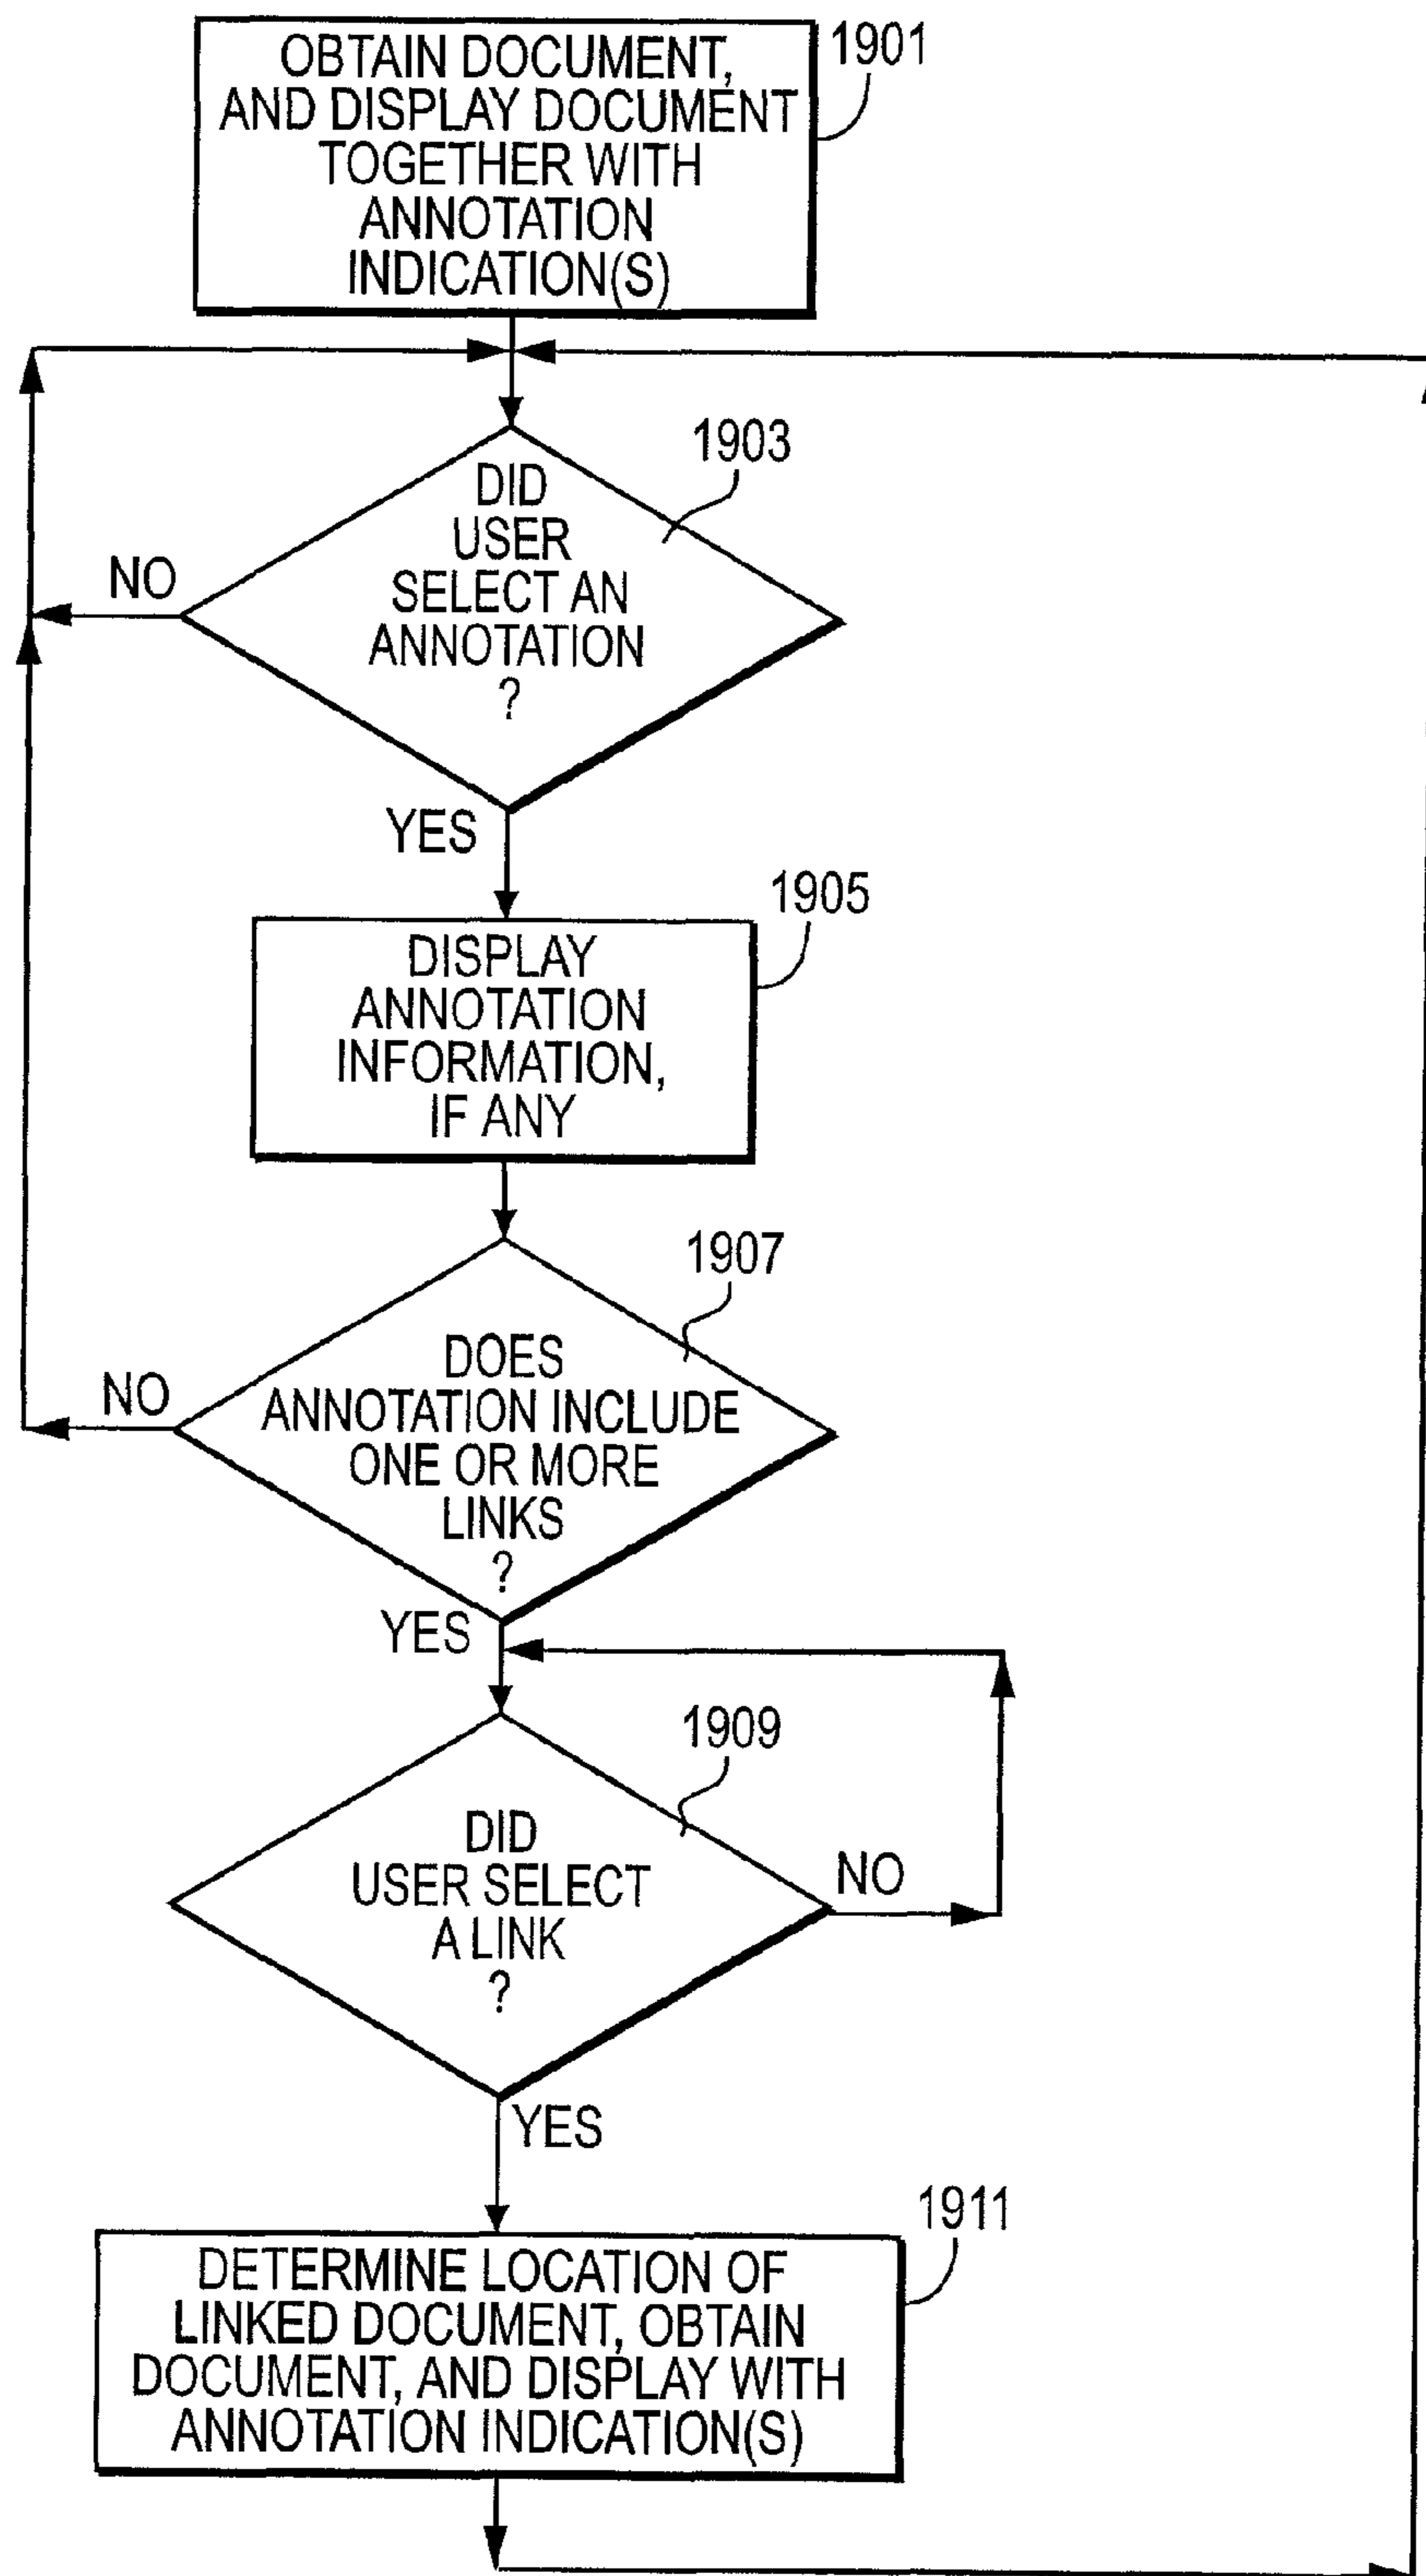 OBTAIN DOCUMENT,
AND DISPLAY DOCUMENT
TOGETHER WITH
ANNOTATION
INDICATION(S)
1901
DID
USER
SELECT AN
ANNOTATION
?
1903
NO
YES
DISPLAY
ANNOTATION
INFORMATION,
IF ANY
1905
DOES
ANNOTATION INCLUDE
ONE OR MORE
LINKS
?
1907
NO
YES
DID
USER SELECT
A LINK
?
1909
NO
YES
DETERMINE LOCATION OF
LINKED DOCUMENT, OBTAIN
DOCUMENT, AND DISPLAY WITH
ANNOTATION INDICATION(S)
1911